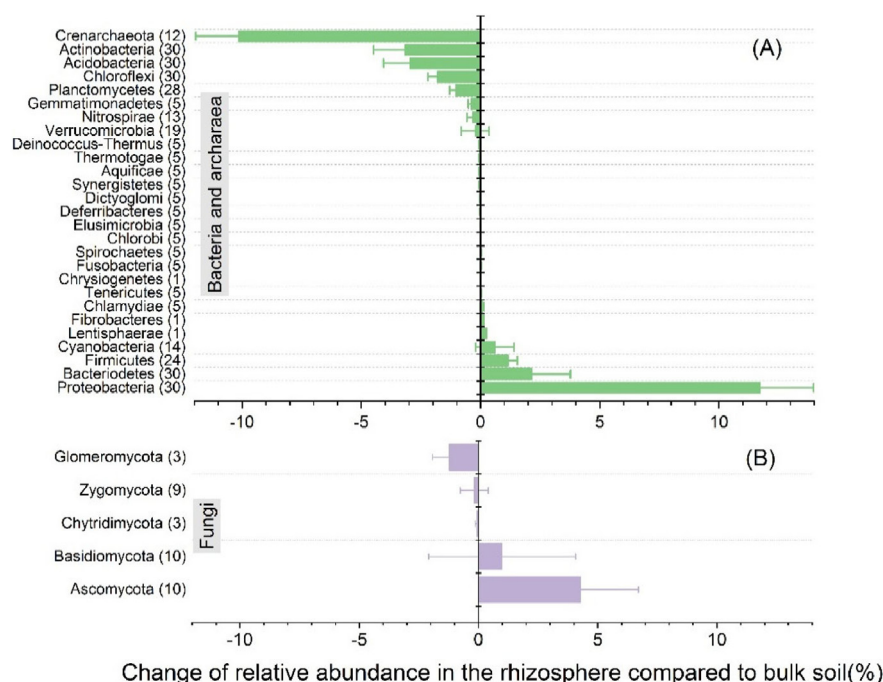 (A)
Bacteria and archaraea
Crenarchaeota (12)
Actinobacteria (30)
Acidobacteria (30)
Chloroflexi (30)
Planctomycetes (28)
Gemmatimonadetes (5)
Nitrospirae (13)
Verrucomicrobia (19)
Deinococcus-Thermus (5)
Thermotogae (5)
Aquificae (5)
Synergistetes (5)
Dictyoglomi (5)
Deferribacteres (5)
Elusimicrobia (5)
Chlorobi (5)
Spirochaetes (5)
Fusobacteria (5)
Chrysiogenetes (1)
Tenericutes (5)
Chlamydiae (5)
Fibrobacteres (1)
Lentisphaerae (1)
Cyanobacteria (14)
Firmicutes (24)
Bacteriodetes (30)
Proteobacteria (30)
-10 -5 0 5 10
(B)
Fungi
Glomeromycota (3)
Zygomycota (9)
Chytridimycota (3)
Basidiomycota (10)
Ascomycota (10)
-10 -5 0 5 10
Change of relative abundance in the rhizosphere compared to bulk soil(%)